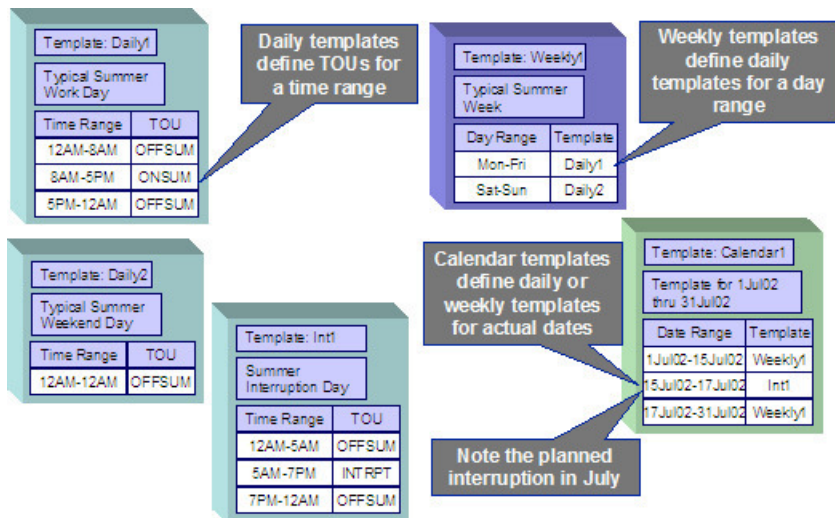 Template: Daily1
Typical Summer
Work Day
Time Range TOU
12AM-8AM OFFSUM
8AM-5PM ONSUM
5PM-12AM OFFSUM
Daily templates
define TOUs for
a time range
Template: Weekly1
Typical Summer
Week
Day Range Template
Mon-Fri Daily1
Sat-Sun Daily2
Weekly templates
define daily
templates for a day
range
Template: Daily2
Typical Summer
Weekend Day
Time Range TOU
12AM-12AM OFFSUM
Template: Int1
Summer
Interruption Day
Time Range TOU
12AM-5AM OFFSUM
5AM-7PM INTRPT
7PM-12AM OFFSUM
Calendar templates
define daily or
weekly templates
for actual dates
Template: Calendar1
Template for 1Jul02
thru 31Jul02
Date Range Template
1Jul02-15Jul02 Weekly1
15Jul02-17Jul02 Int1
17Jul02-31Jul02 Weekly1
Note the planned
interruption in July